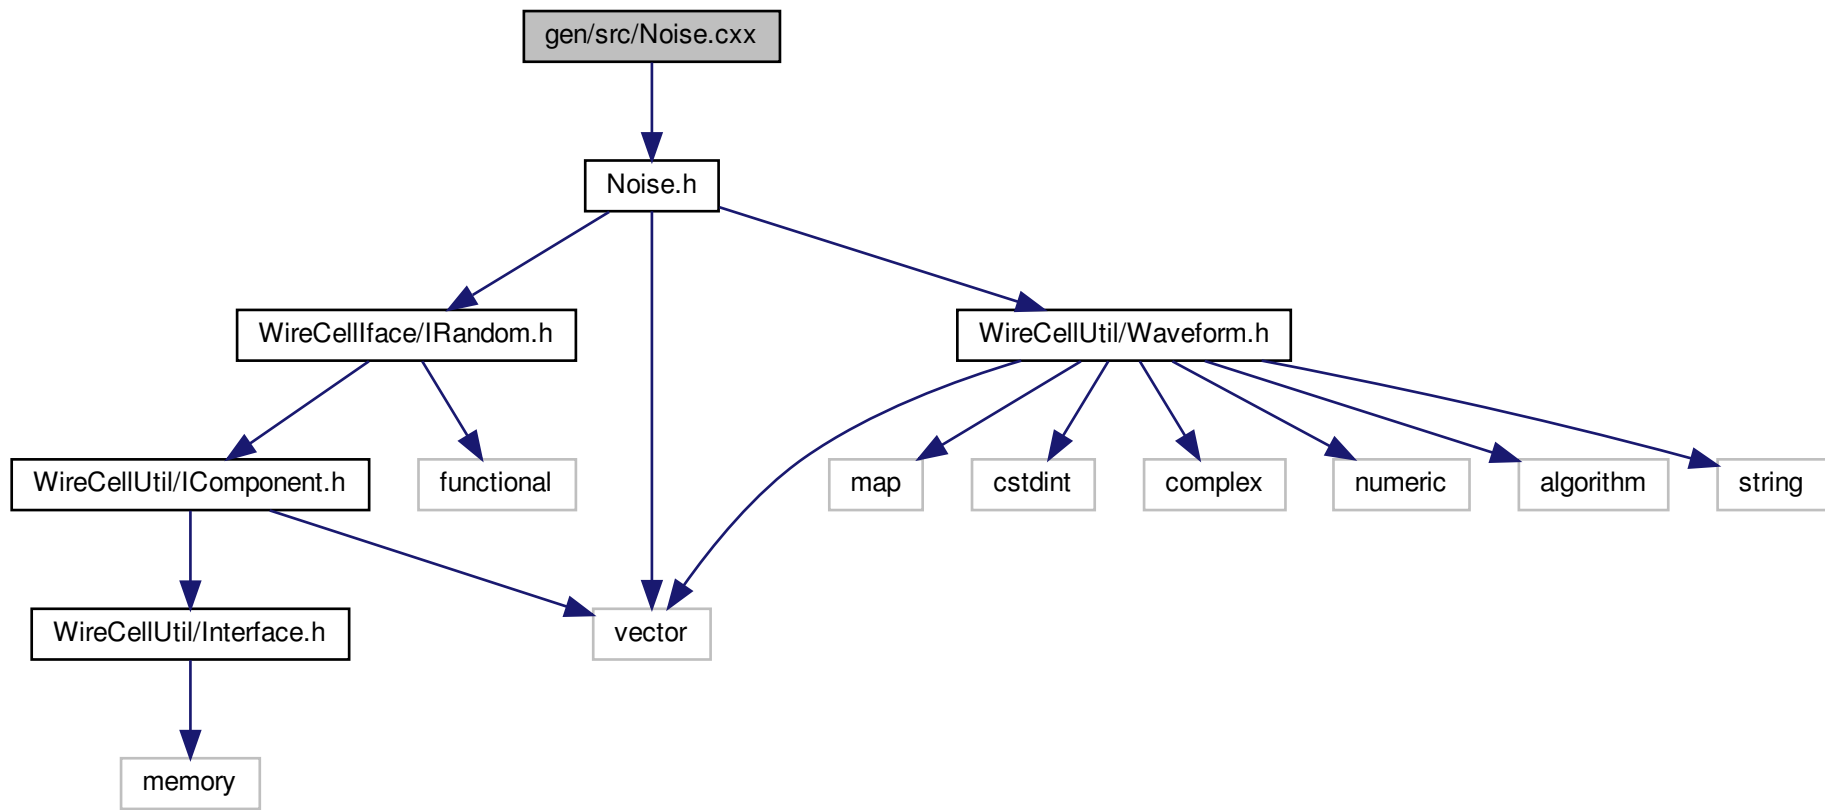 gen/src/Noise.cxx
Noise.h
WireCellIface/IRandom.h
WireCellUtil/Waveform.h
WireCellUtil/IComponent.h
functional
map
cstdint
complex
numeric
algorithm
string
WireCellUtil/Interface.h
vector
memory